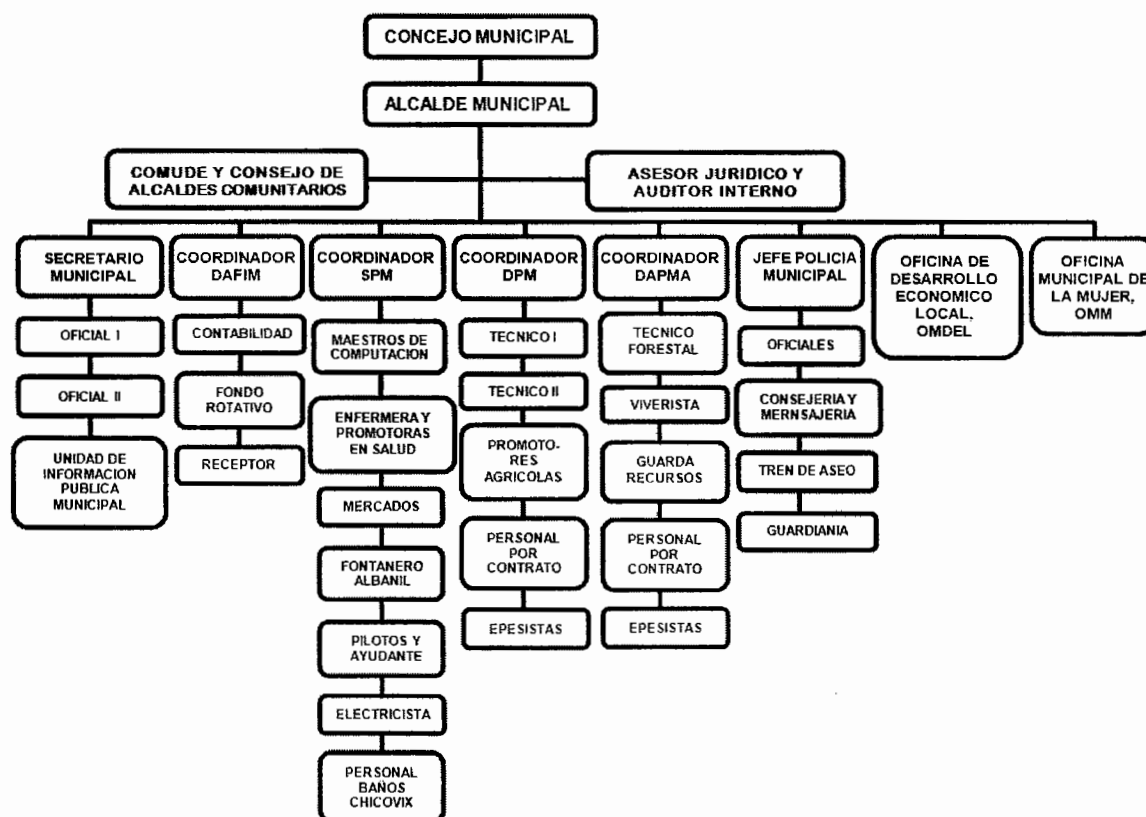 CONCEJO MUNICIPAL
ALCALDE MUNICIPAL
COMUDE Y CONSEJO DE
ALCALDES COMUNITARIOS
ASESOR JURIDICO Y
AUDITOR INTERNO
SECRETARIO
MUNICIPAL
OFICIAL I
OFICIAL II
UNIDAD DE
INFORMACION
PUBLICA
MUNICIPAL
COORDINADOR
DAFIM
CONTABILIDAD
FONDO
ROTATIVO
RECEPTOR
COORDINADOR
SPM
MAESTROS DE
COMPUTACION
ENFERMERA Y
PROMOTORAS
EN SALUD
MERCADOS
FONTANERO
ALBANIL
PILOTOS Y
AYUDANTE
ELECTRICISTA
PERSONAL
BAÑOS
CHICOVIX
COORDINADOR
DPM
TECNICO I
TECNICO II
PROMOTO-
RES
AGRICOLAS
PERSONAL
POR
CONTRATO
EPESISTAS
COORDINADOR
DAPMA
TECNICO
FORESTAL
VIVERISTA
GUARDA
RECURSOS
PERSONAL
POR
CONTRATO
EPESISTAS
JEFE POLICIA
MUNICIPAL
OFICIALES
CONSEJERIA Y
MERNSAJERIA
TREN DE ASEO
GUARDIANIA
OFICINA DE
DESARROLLO
ECONOMICO
LOCAL,
OMDEL
OFICINA
MUNICIPAL DE
LA MUJER,
OMM